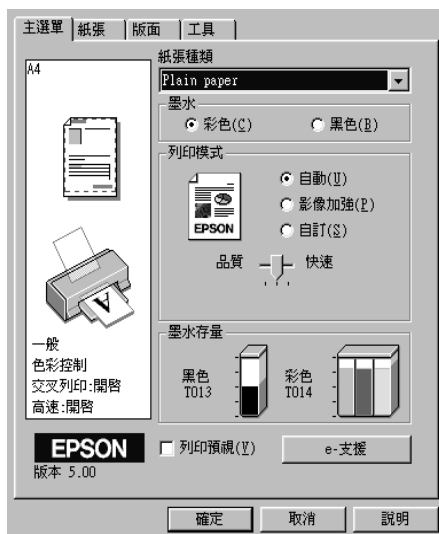 主選單
紙張
版面
工具
A4
一般
色彩控制
交叉列印:開啓
高速:開啓
EPSON
版本 5.00
紙張種類
Plain paper
墨水
彩色(C)
黑色(B)
列印模式
EPSON
自動(U)
影像加強(P)
自訂(S)
品質
快速
墨水存量
黑色
T013
彩色
T014
列印預視(V)
e-支援
確定
取消
說明